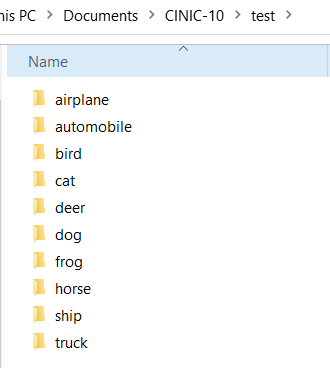 his PC > Documents > CINIC-10 > test >
Name
airplane
automobile
bird
cat
deer
dog
frog
horse
ship
truck